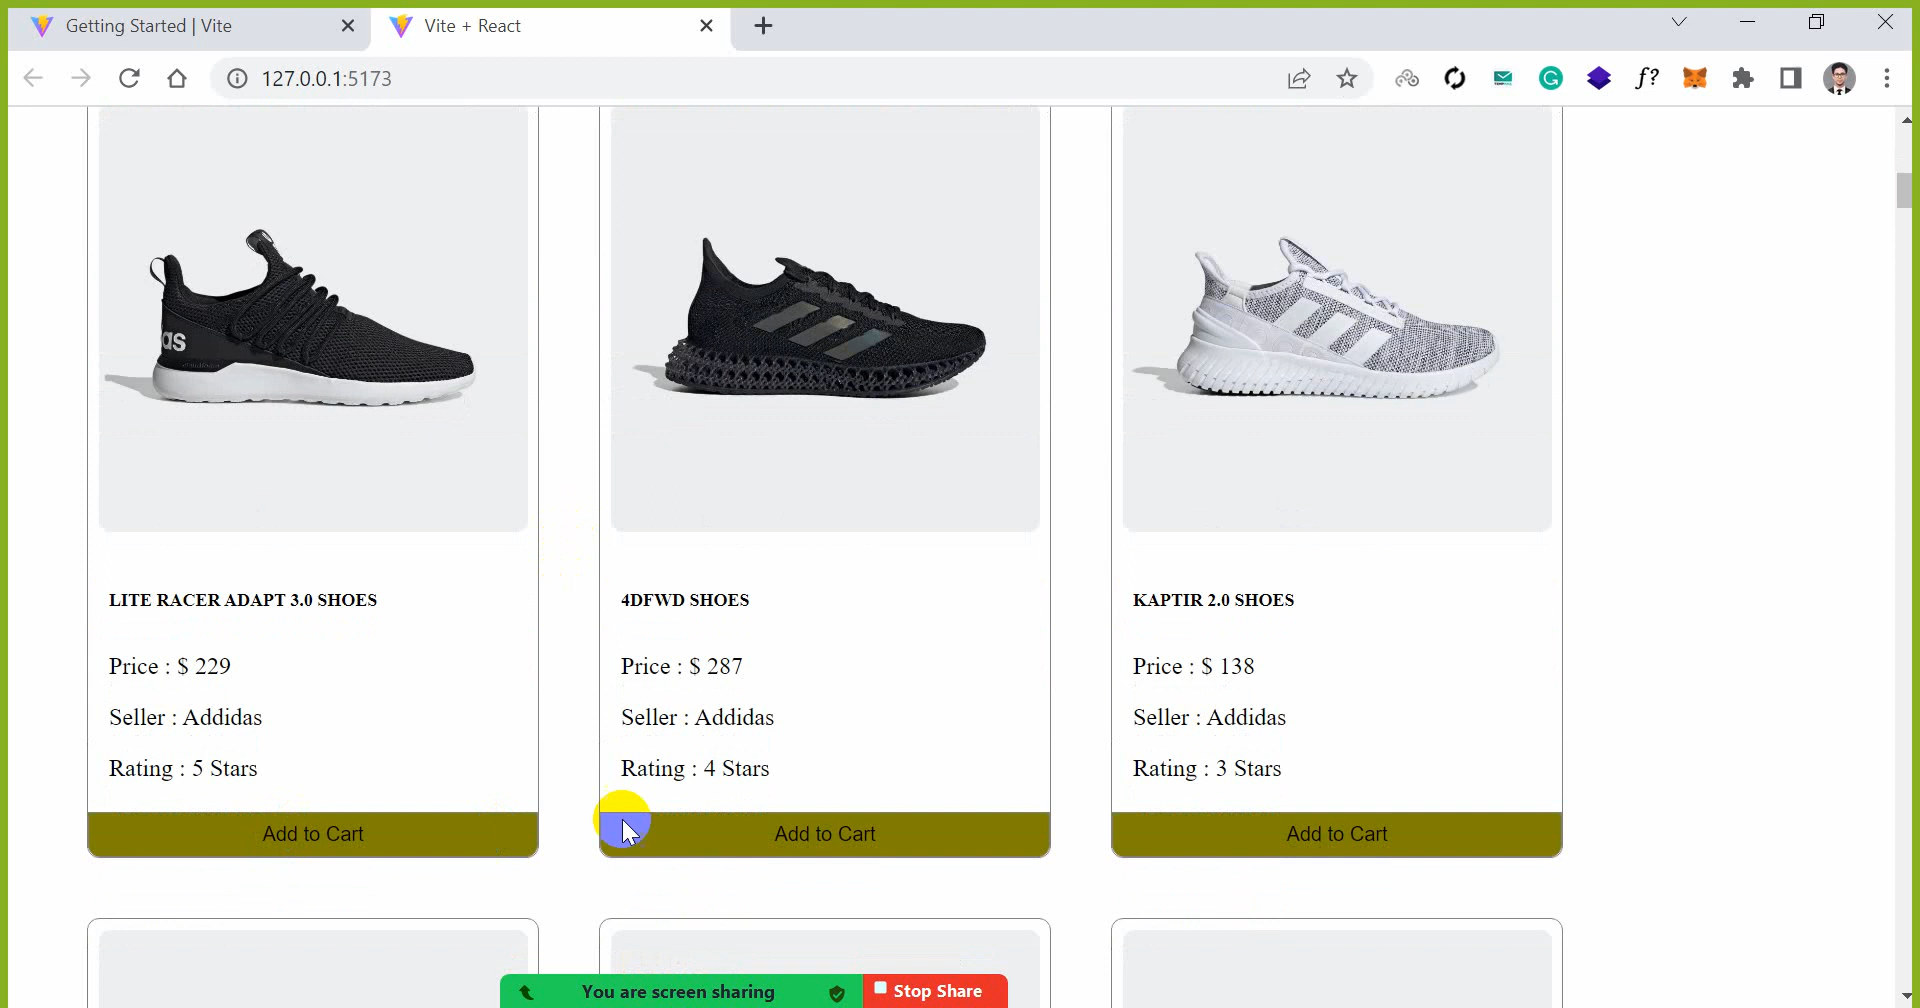 Getting Started | Vite
Vite + React
127.0.0.1:5173
f?
as
LITE RACER ADAPT 3.0 SHOES
4DFWD SHOES
KAPTIR 2.0 SHOES
Price : $ 229
Price : $ 287
Price : $ 138
Seller : Addidas
Seller : Addidas
Seller : Addidas
Rating : 5 Stars
Rating : 4 Stars
Rating : 3 Stars
Add to Cart
Add to Cart
Add to Cart
You are screen sharing
Stop Share